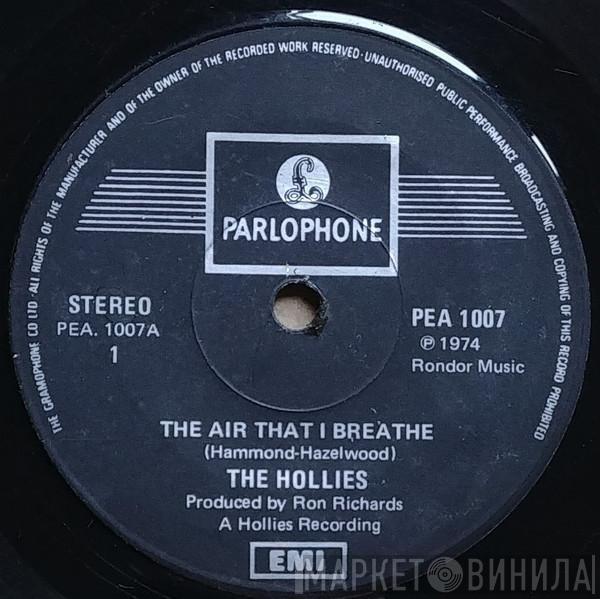 THE GRAMOPHONE CO LTD · ALL RIGHTS OF THE MANUFACTURER AND OF THE OWNER OF THE RECORDED WORK RESERVED · UNAUTHORISED PUBLIC PERFORMANCE BROADCASTING AND COPYING OF THIS RECORD PROHIBITED
£
PARLOPHONE
STEREO
PEA. 1007A
1
PEA 1007
℗ 1974
Rondor Music
THE AIR THAT I BREATHE
(Hammond-Hazelwood)
THE HOLLIES
Produced by Ron Richards
A Hollies Recording
EMI
МАРКЕТ ВИНИЛА